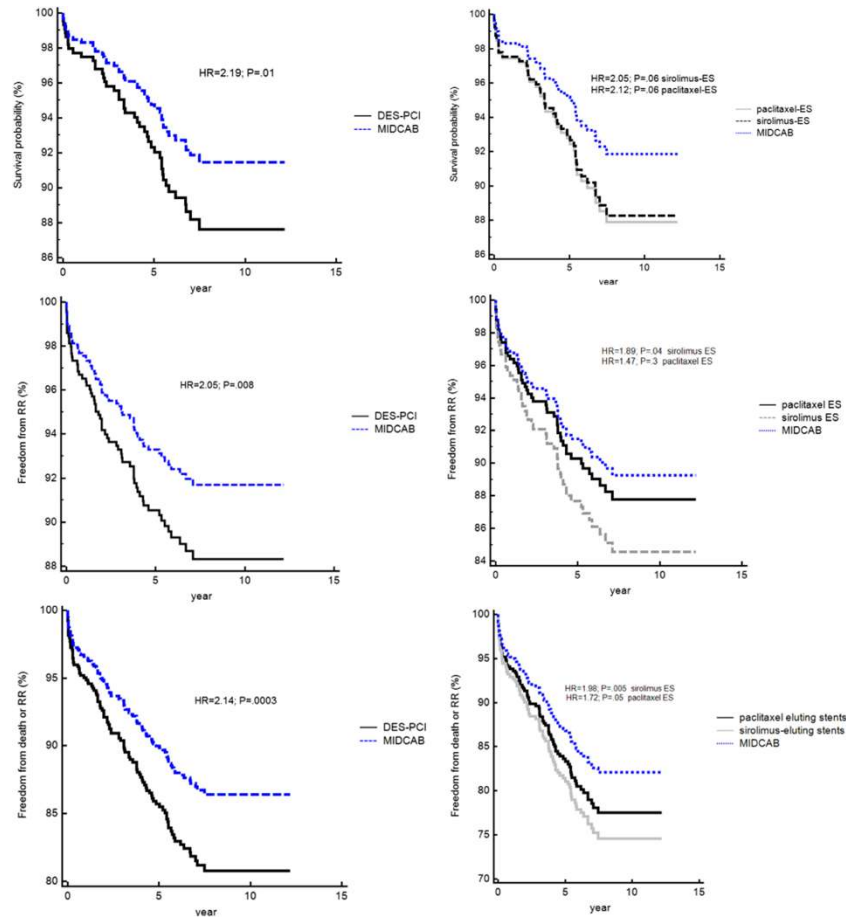 100
98
96
94
92
90
88
86
Survival probability (%)
HR=2.19; P=.01
DES-PCI
MIDCAB
0 5 10 15
year
100
98
96
94
92
90
88
86
Survival probability (%)
HR=2.05; P=.06 sirolimus-ES
HR=2.12; P=.06 paclitaxel-ES
paclitaxel-ES
sirolimus-ES
MIDCAB
0 5 10 15
year
100
98
96
94
92
90
88
Freedom from RR (%)
HR=2.05; P=.008
DES-PCI
MIDCAB
0 5 10 15
year
100
98
96
94
92
90
88
86
84
Freedom from RR (%)
HR=1.89; P=.04 sirolimus ES
HR=1.47, P=.3 paclitaxel ES
paclitaxel ES
sirolimus ES
MIDCAB
0 5 10 15
year
100
95
90
85
80
Freedom from death or RR (%)
HR=2.14; P=.0003
DES-PCI
MIDCAB
0 5 10 15
year
100
95
90
85
80
75
70
Freedom from death or RR (%)
HR=1.98; P=.005 sirolimus ES
HR=1.72; P=.05 paclitaxel ES
paclitaxel eluting stents
sirolimus-eluting stents
MIDCAB
0 5 10 15
year